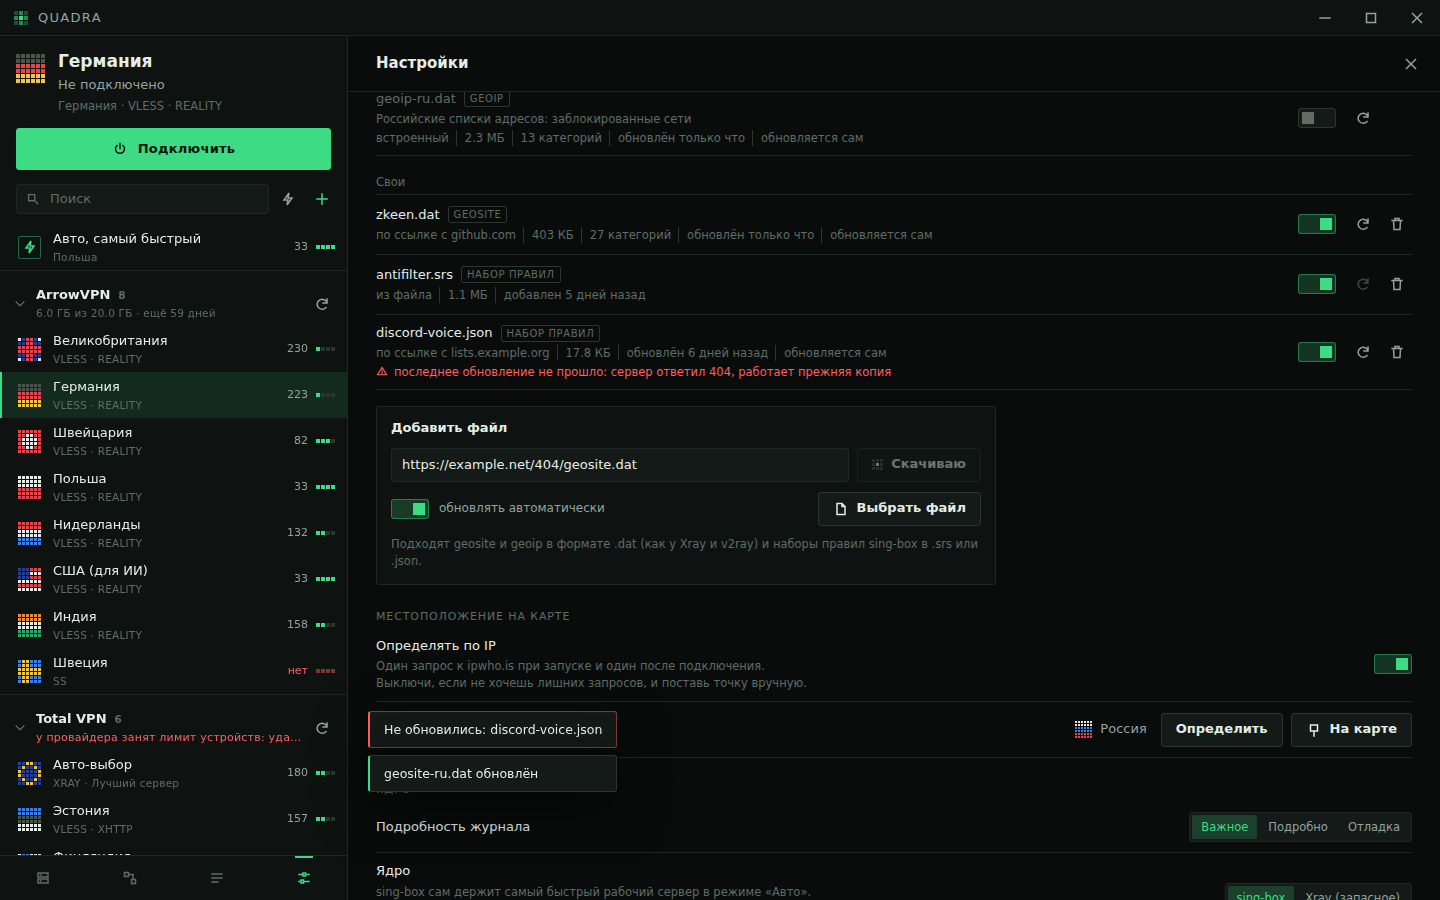 QUADRA
Германия
Не подключено
Германия · VLESS · REALITY
Подключить
Поиск
Авто, самый быстрый
Польша
33
ArrowVPN 8
6.0 ГБ из 20.0 ГБ · ещё 59 дней
Великобритания
VLESS · REALITY
230
Германия
VLESS · REALITY
223
Швейцария
VLESS · REALITY
82
Польша
VLESS · REALITY
33
Нидерланды
VLESS · REALITY
132
США (для ИИ)
VLESS · REALITY
33
Индия
VLESS · REALITY
158
Швеция
SS
нет
Total VPN 6
у провайдера занят лимит устройств: уда...
Авто-выбор
XRAY · Лучший сервер
180
Эстония
VLESS · XHTTP
157
Настройки
geoip-ru.dat GEOIP
Российские списки адресов: заблокированные сети
встроенный 2.3 МБ 13 категорий обновлён только что обновляется сам
Свои
zkeen.dat GEOSITE
по ссылке с github.com 403 КБ 27 категорий обновлён только что обновляется сам
antifilter.srs НАБОР ПРАВИЛ
из файла 1.1 МБ добавлен 5 дней назад
discord-voice.json НАБОР ПРАВИЛ
по ссылке с lists.example.org 17.8 КБ обновлён 6 дней назад обновляется сам
последнее обновление не прошло: сервер ответил 404, работает прежняя копия
Добавить файл
https://example.net/404/geosite.dat
Скачиваю
обновлять автоматически
Выбрать файл
Подходят geosite и geoip в формате .dat (как у Xray и v2ray) и наборы правил sing-box в .srs или
.json.
МЕСТОПОЛОЖЕНИЕ НА КАРТЕ
Определять по IP
Один запрос к ipwho.is при запуске и один после подключения.
Выключи, если не хочешь лишних запросов, и поставь точку вручную.
Не обновились: discord-voice.json
Россия
Определить
На карте
geosite-ru.dat обновлён
Подробность журнала
Важное Подробно Отладка
Ядро
sing-box сам держит самый быстрый рабочий сервер в режиме «Авто».
sing-box Xray (запасное)